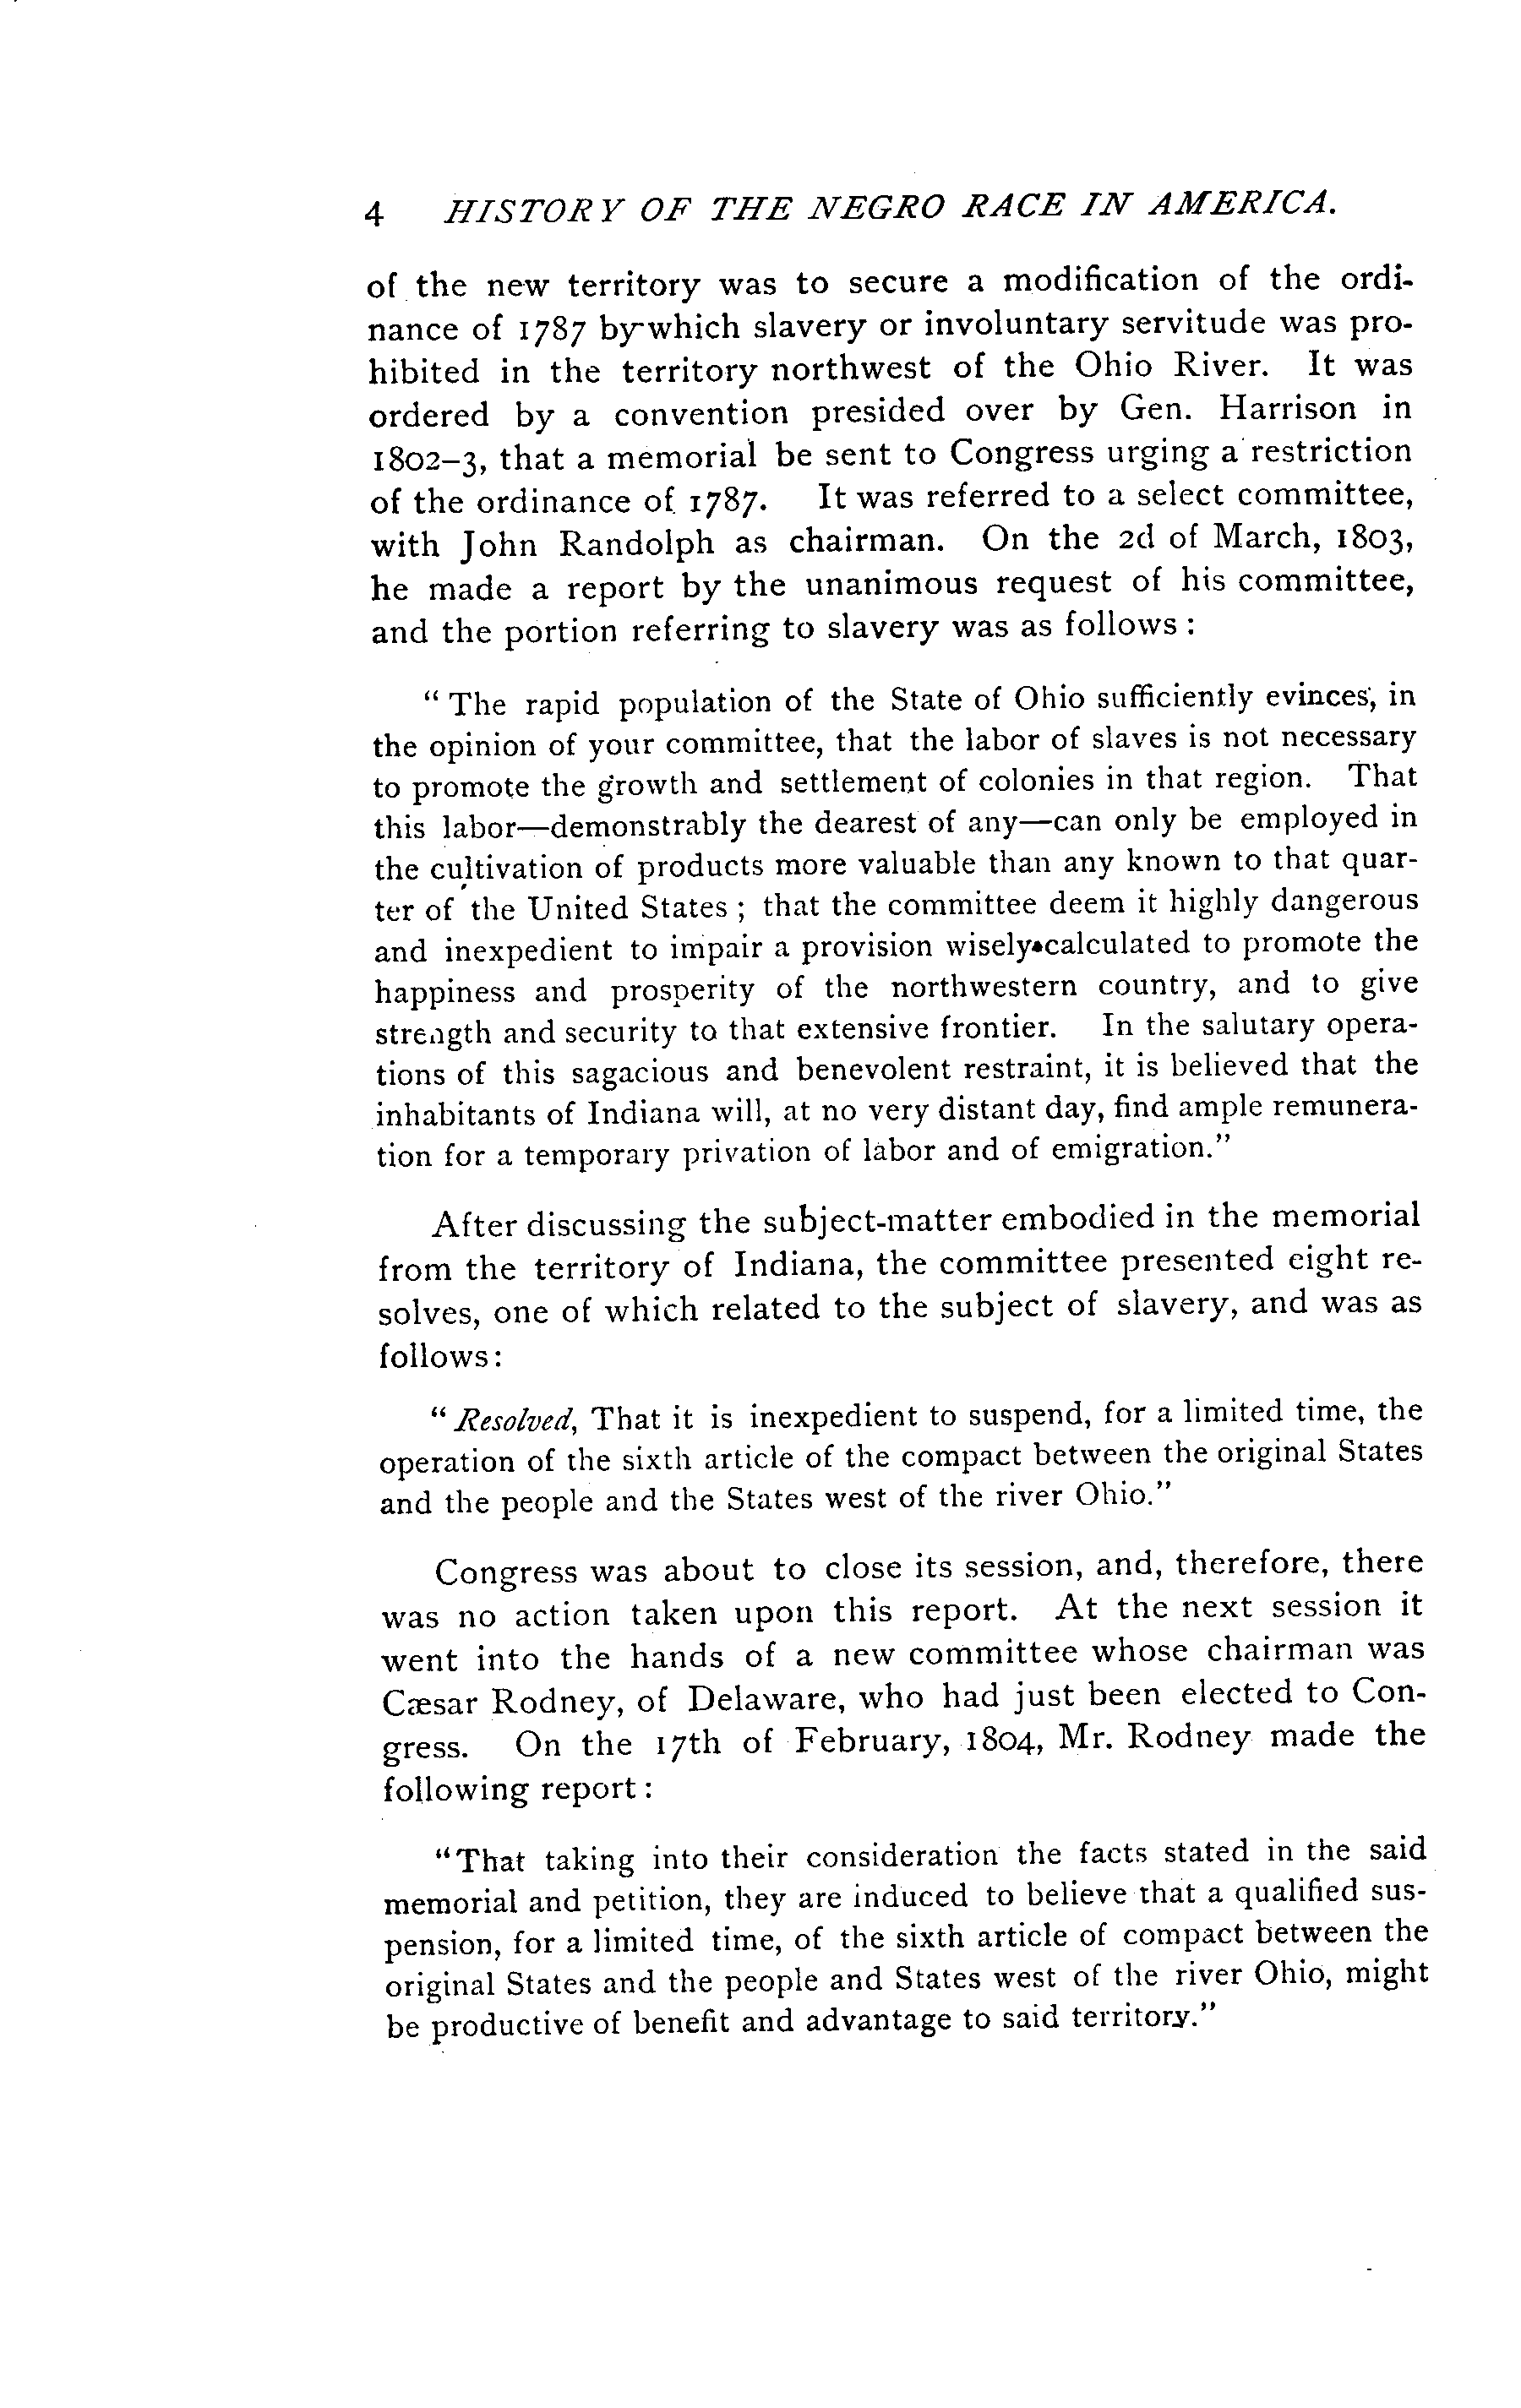 4 HISTORY OF THE NEGRO RACE IN AMERICA.
of the new territory was to secure a modification of the ordi-
nance of 1787 by which slavery or involuntary servitude was pro-
hibited in the territory northwest of the Ohio River. It was
ordered by a convention presided over by Gen. Harrison in
1802–3, that a memorial be sent to Congress urging a restriction
of the ordinance of 1787. It was referred to a select committee,
with John Randolph as chairman. On the 2d of March, 1803,
he made a report by the unanimous request of his committee,
and the portion referring to slavery was as follows :
“ The rapid population of the State of Ohio sufficiently evinces, in
the opinion of your committee, that the labor of slaves is not necessary
to promote the growth and settlement of colonies in that region. That
this labor—demonstrably the dearest of any—can only be employed in
the cultivation of products more valuable than any known to that quar-
ter of the United States ; that the committee deem it highly dangerous
and inexpedient to impair a provision wisely calculated to promote the
happiness and prosperity of the northwestern country, and to give
strength and security to that extensive frontier. In the salutary opera-
tions of this sagacious and benevolent restraint, it is believed that the
inhabitants of Indiana will, at no very distant day, find ample remunera-
tion for a temporary privation of labor and of emigration.”
After discussing the subject-matter embodied in the memorial
from the territory of Indiana, the committee presented eight re-
solves, one of which related to the subject of slavery, and was as
follows:
“ Resolved, That it is inexpedient to suspend, for a limited time, the
operation of the sixth article of the compact between the original States
and the people and the States west of the river Ohio.”
Congress was about to close its session, and, therefore, there
was no action taken upon this report. At the next session it
went into the hands of a new committee whose chairman was
Cæsar Rodney, of Delaware, who had just been elected to Con-
gress. On the 17th of February, 1804, Mr. Rodney made the
following report :
“That taking into their consideration the facts stated in the said
memorial and petition, they are induced to believe that a qualified sus-
pension, for a limited time, of the sixth article of compact between the
original States and the people and States west of the river Ohio, might
be productive of benefit and advantage to said territory.”